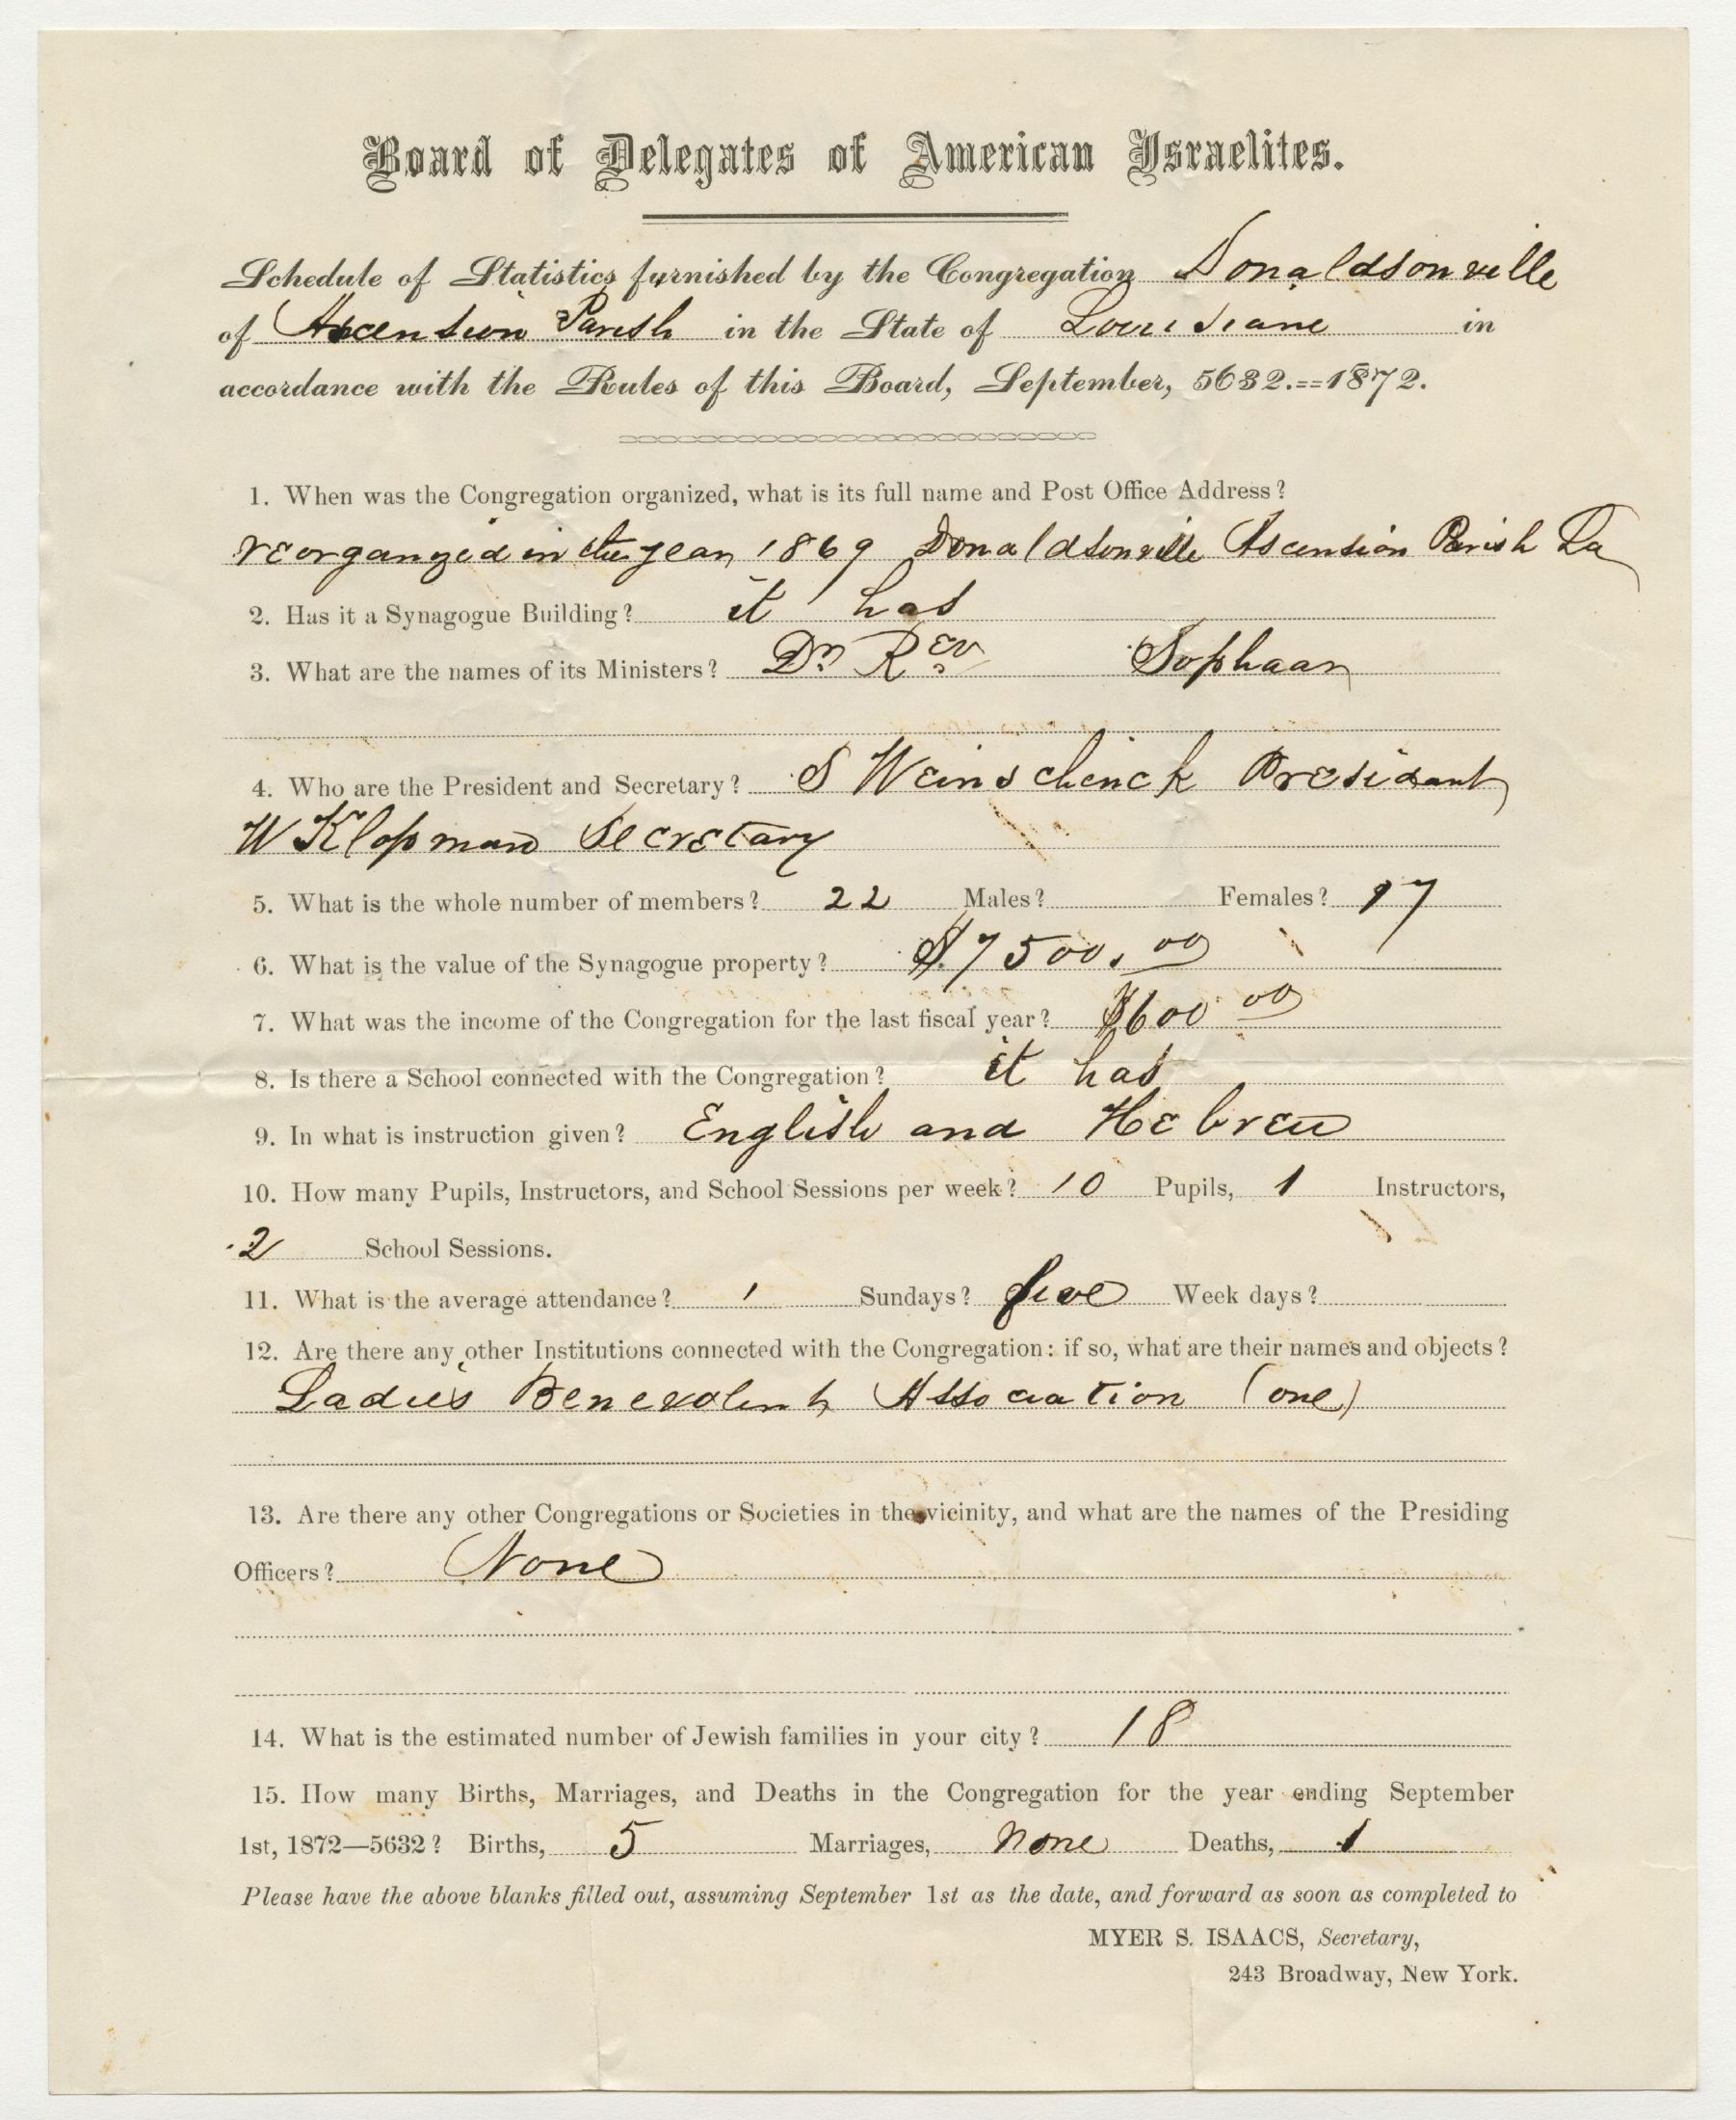 Board of Delegates of American Israelites.
Schedule of Statistics furnished by the Congregation Donaldsonville
of Ascension Parish in the State of Louisiane in
accordance with the Rules of this Board, September, 5632.==1872.
1. When was the Congregation organized, what is its full name and Post Office Address?
reorganized in the year 1869 Donaldsonville Ascension Parish La
2. Has it a Synagogue Building? it has
3. What are the names of its Ministers? Dr Rev Sophaar
4. Who are the President and Secretary? S Weinschenck President
W Klopman Secretary
5. What is the whole number of members? 22 Males? Females? 17
6. What is the value of the Synagogue property? $7500.00
7. What was the income of the Congregation for the last fiscal year? $600 00
8. Is there a School connected with the Congregation? it has
9. In what is instruction given? English and Hebrew
10. How many Pupils, Instructors, and School Sessions per week? 10 Pupils, 1 Instructors,
2 School Sessions.
11. What is the average attendance? 1 Sundays? five Week days?
12. Are there any other Institutions connected with the Congregation: if so, what are their names and objects?
Ladies Benevolent Association (one)
13. Are there any other Congregations or Societies in the vicinity, and what are the names of the Presiding
Officers? None
14. What is the estimated number of Jewish families in your city? 18
15. How many Births, Marriages, and Deaths in the Congregation for the year ending September
1st, 1872—5632? Births, 5 Marriages, none Deaths, 1
Please have the above blanks filled out, assuming September 1st as the date, and forward as soon as completed to
MYER S. ISAACS, Secretary,
243 Broadway, New York.